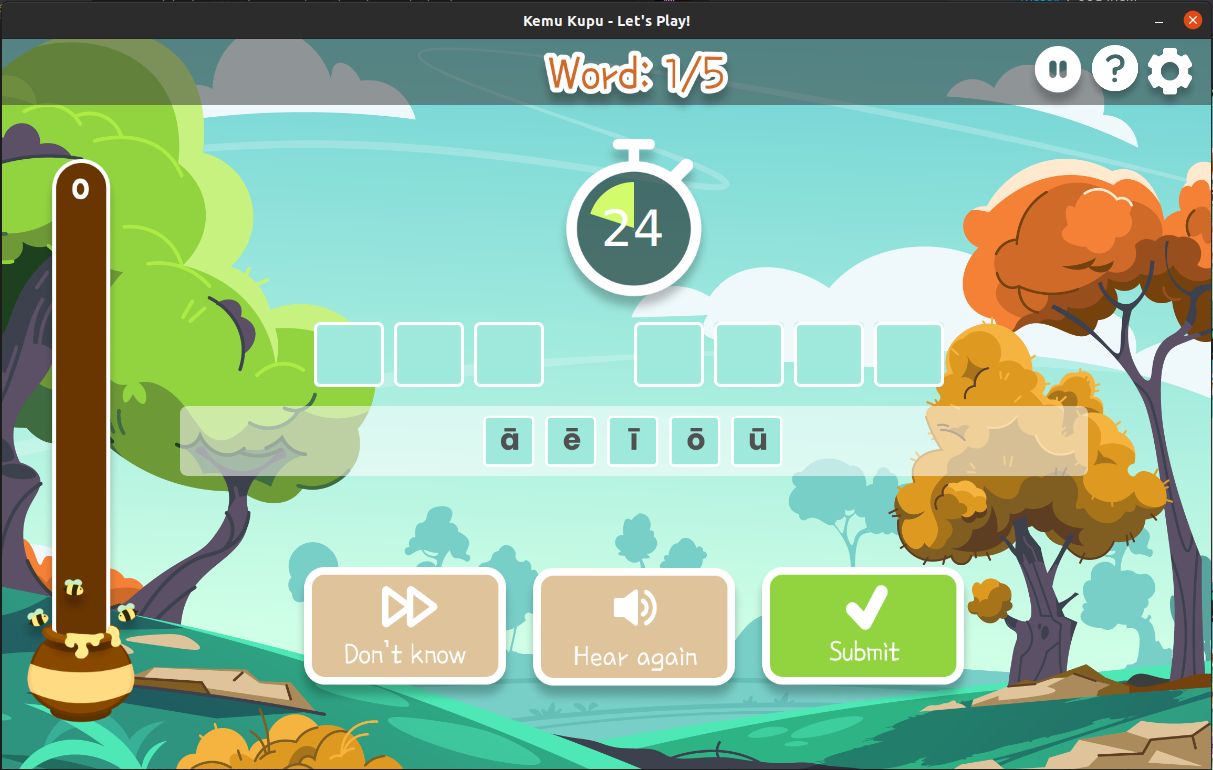 Kemu Kupu - Let's Play!
Word: 1/5
0
24
ā ē ī ō ū
Don't know
Hear again
Submit